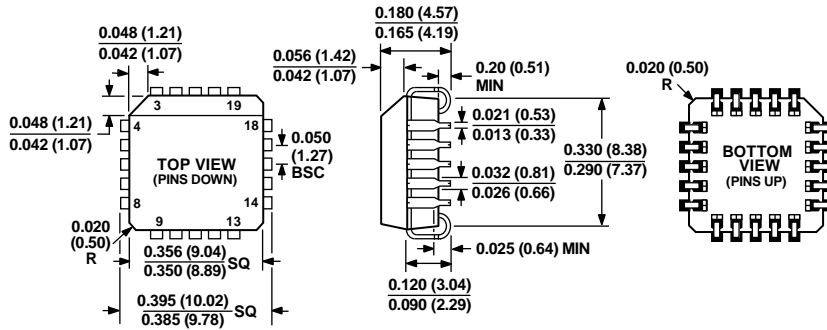 0.048 (1.21)
0.042 (1.07)
0.048 (1.21)
0.042 (1.07)
3
19
4
18
TOP VIEW
(PINS DOWN)
0.050
(1.27)
BSC
8
14
9
13
0.020
(0.50)
R
0.356 (9.04)
0.350 (8.89)
SQ
0.395 (10.02)
0.385 (9.78)
SQ
0.180 (4.57)
0.165 (4.19)
0.056 (1.42)
0.042 (1.07)
0.20 (0.51)
MIN
0.021 (0.53)
0.013 (0.33)
0.032 (0.81)
0.026 (0.66)
0.330 (8.38)
0.290 (7.37)
0.025 (0.64) MIN
0.120 (3.04)
0.090 (2.29)
0.020 (0.50)
R
BOTTOM
VIEW
(PINS UP)